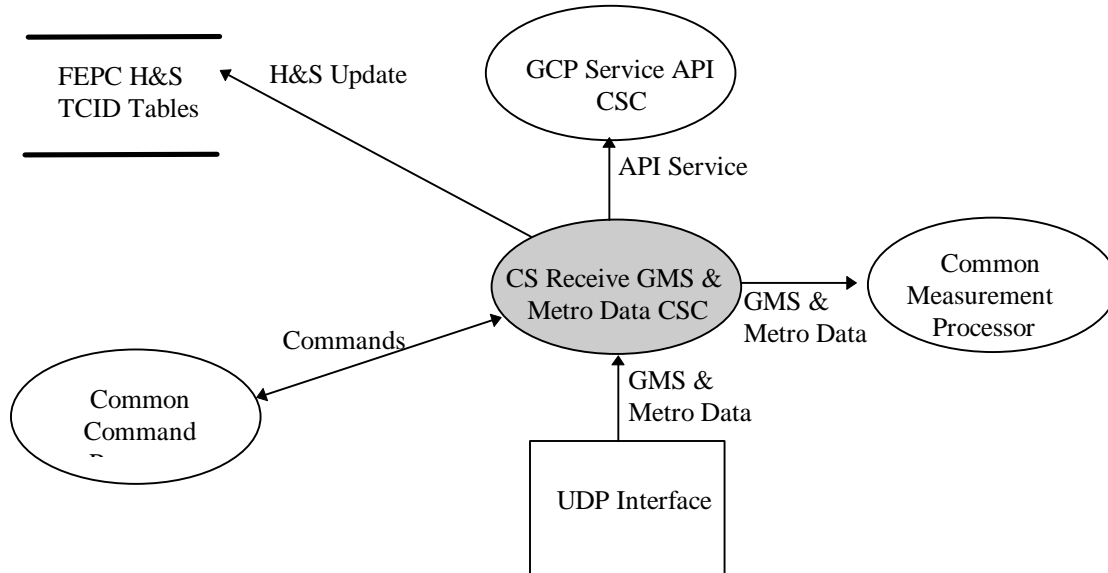 FEPC H&S
TCID Tables
H&S Update
GCP Service API
CSC
API Service
CS Receive GMS &
Metro Data CSC
Common
Measurement
Processor
GMS &
Metro Data
Commands
GMS &
Metro Data
Common
Command
UDP Interface